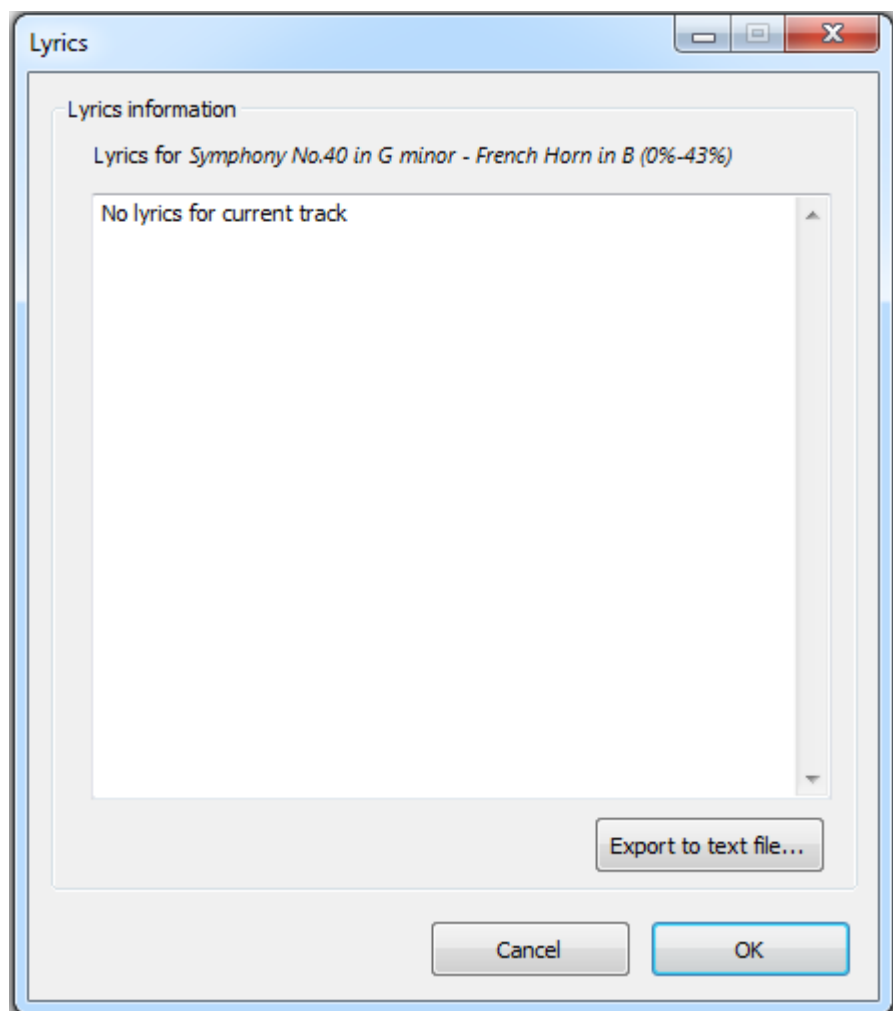 Lyrics
Lyrics information
Lyrics for Symphony No.40 in G minor - French Horn in B (0%-43%)
No lyrics for current track
Export to text file...
Cancel
OK